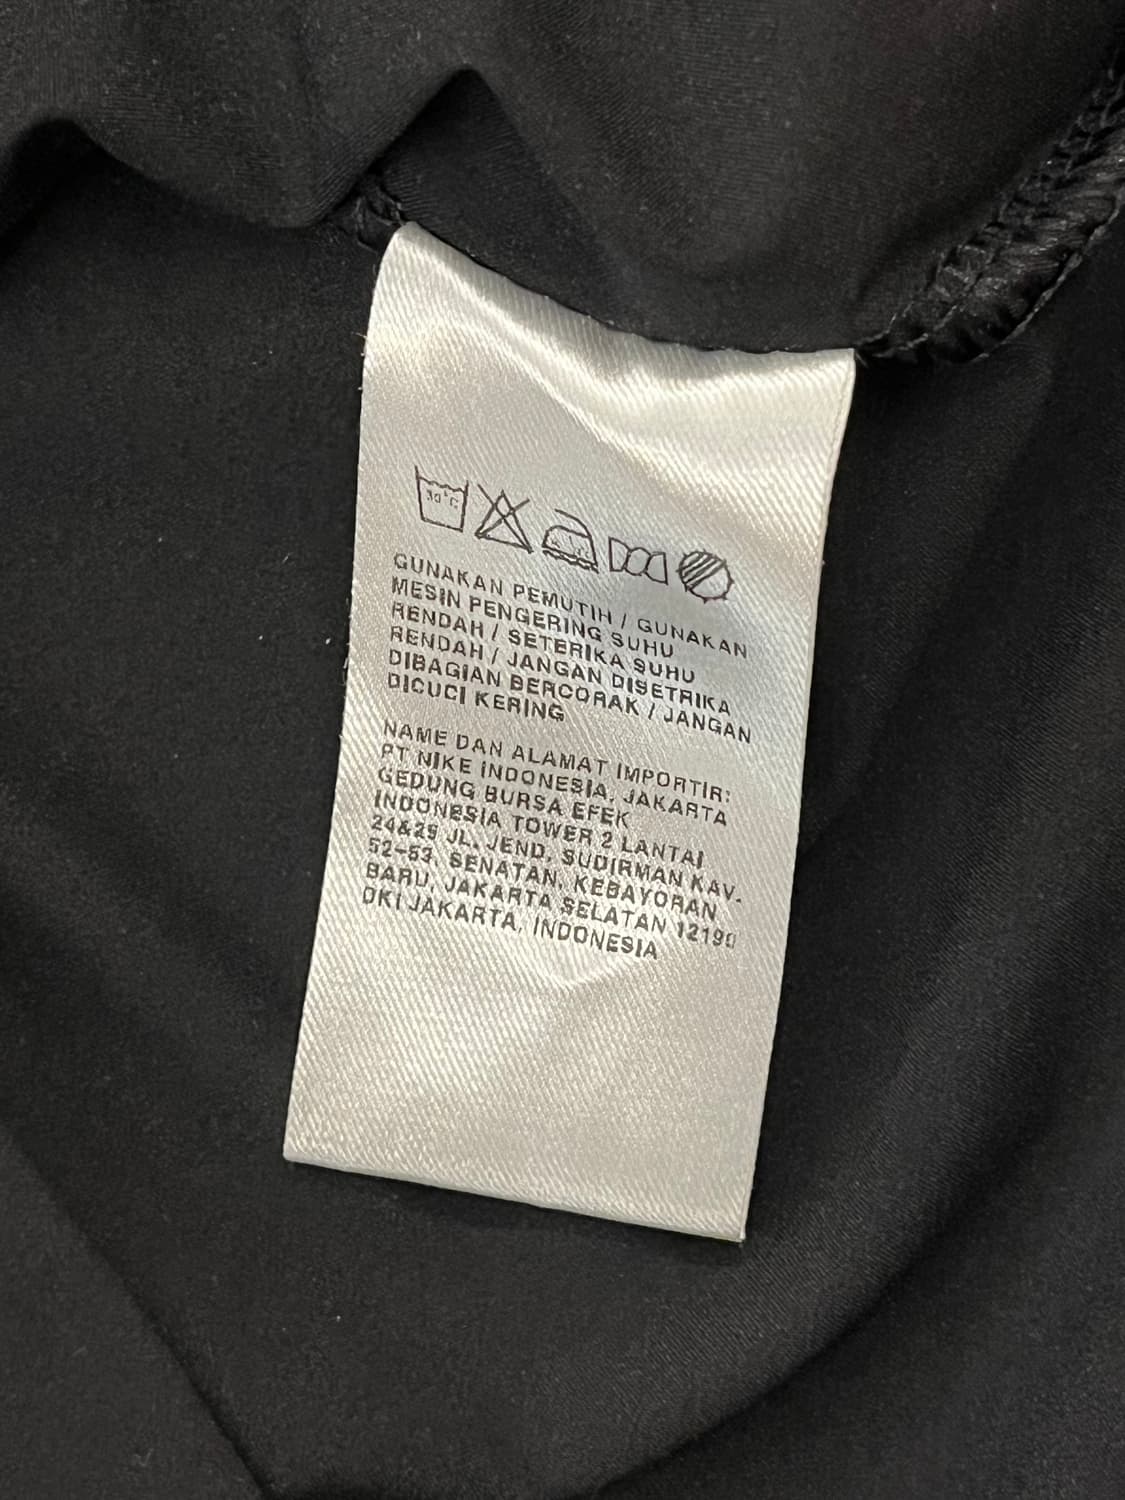 30°C
GUNAKAN PEMUTIH / GUNAKAN
MESIN PENGERING SUHU
RENDAH / SETERIKA SUHU
RENDAH / JANGAN DISETRIKA
DIBAGIAN BERCORAK / JANGAN
DICUCI KERING
NAME DAN ALAMAT IMPORTIR:
PT NIKE INDONESIA, JAKARTA
GEDUNG BURSA EFEK
INDONESIA TOWER 2 LANTAI
24&25 JL. JEND. SUDIRMAN KAV.
52-53, SENATAN, KEBAYORAN
BARU, JAKARTA SELATAN 12190
DKI JAKARTA, INDONESIA